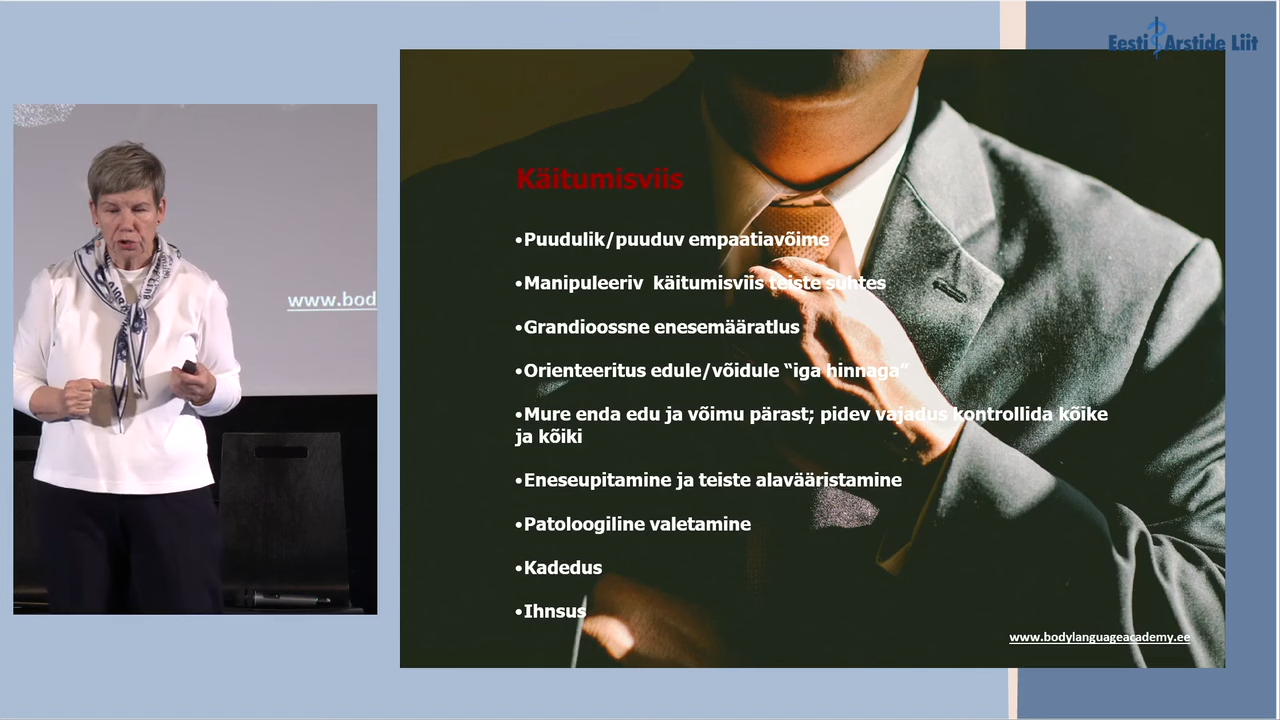 Eesti Arstide Liit
www.bod
Käitumisviis
•Puudulik/puuduv empaatiavõime
•Manipuleeriv käitumisviis teiste suhtes
•Grandioossne enesemääratlus
•Orienteeritus edule/võidule “iga hinnaga”
•Mure enda edu ja võimu pärast; pidev vajadus kontrollida kõike
ja kõiki
•Eneseupitamine ja teiste alavääristamine
•Patoloogiline valetamine
•Kadedus
•Ihnsus
www.bodylanguageacademy.ee